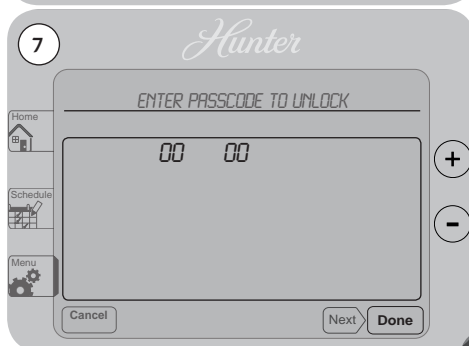 7
Hunter
ENTER PASSCODE TO UNLOCK
Home
00 00
+
Schedule
-
Menu
Cancel
Next
Done